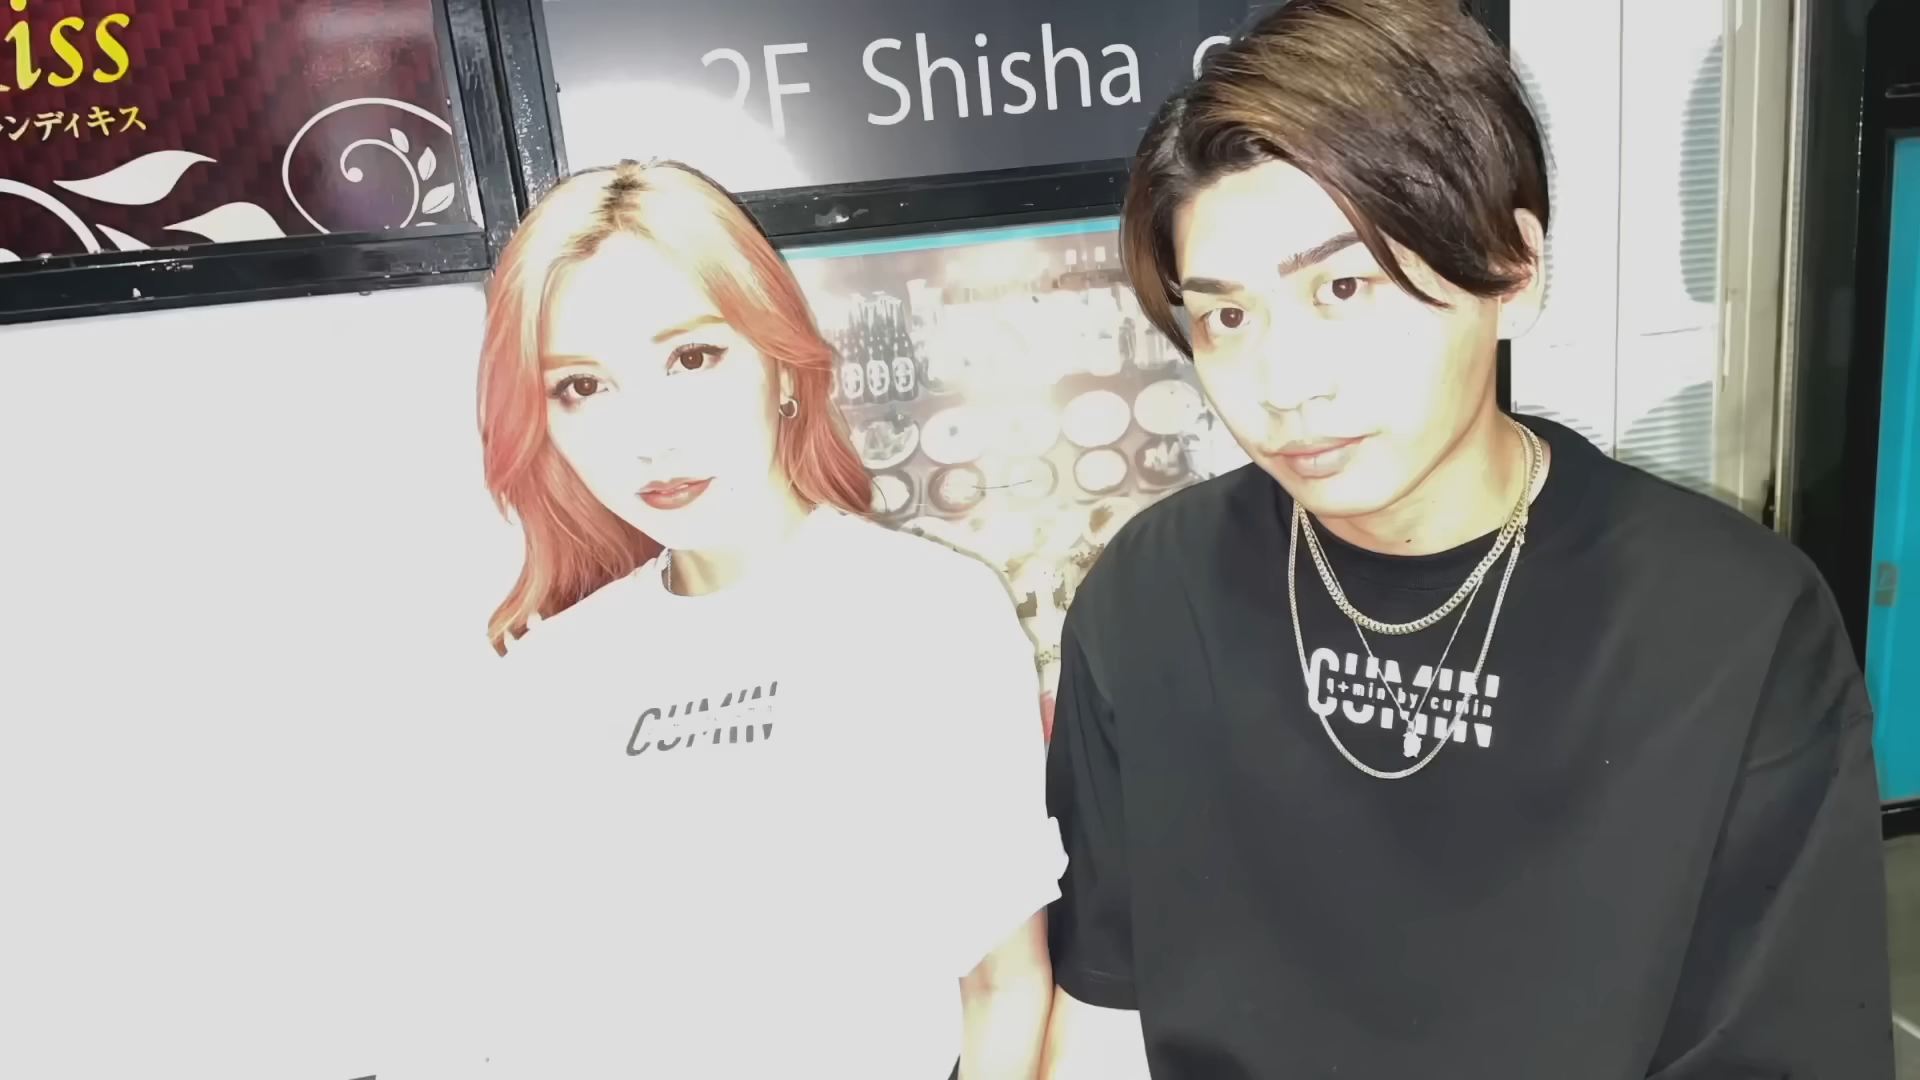 iss
ンディキス
2F Shisha
CUMIN
CUMIN
q+min by cumin